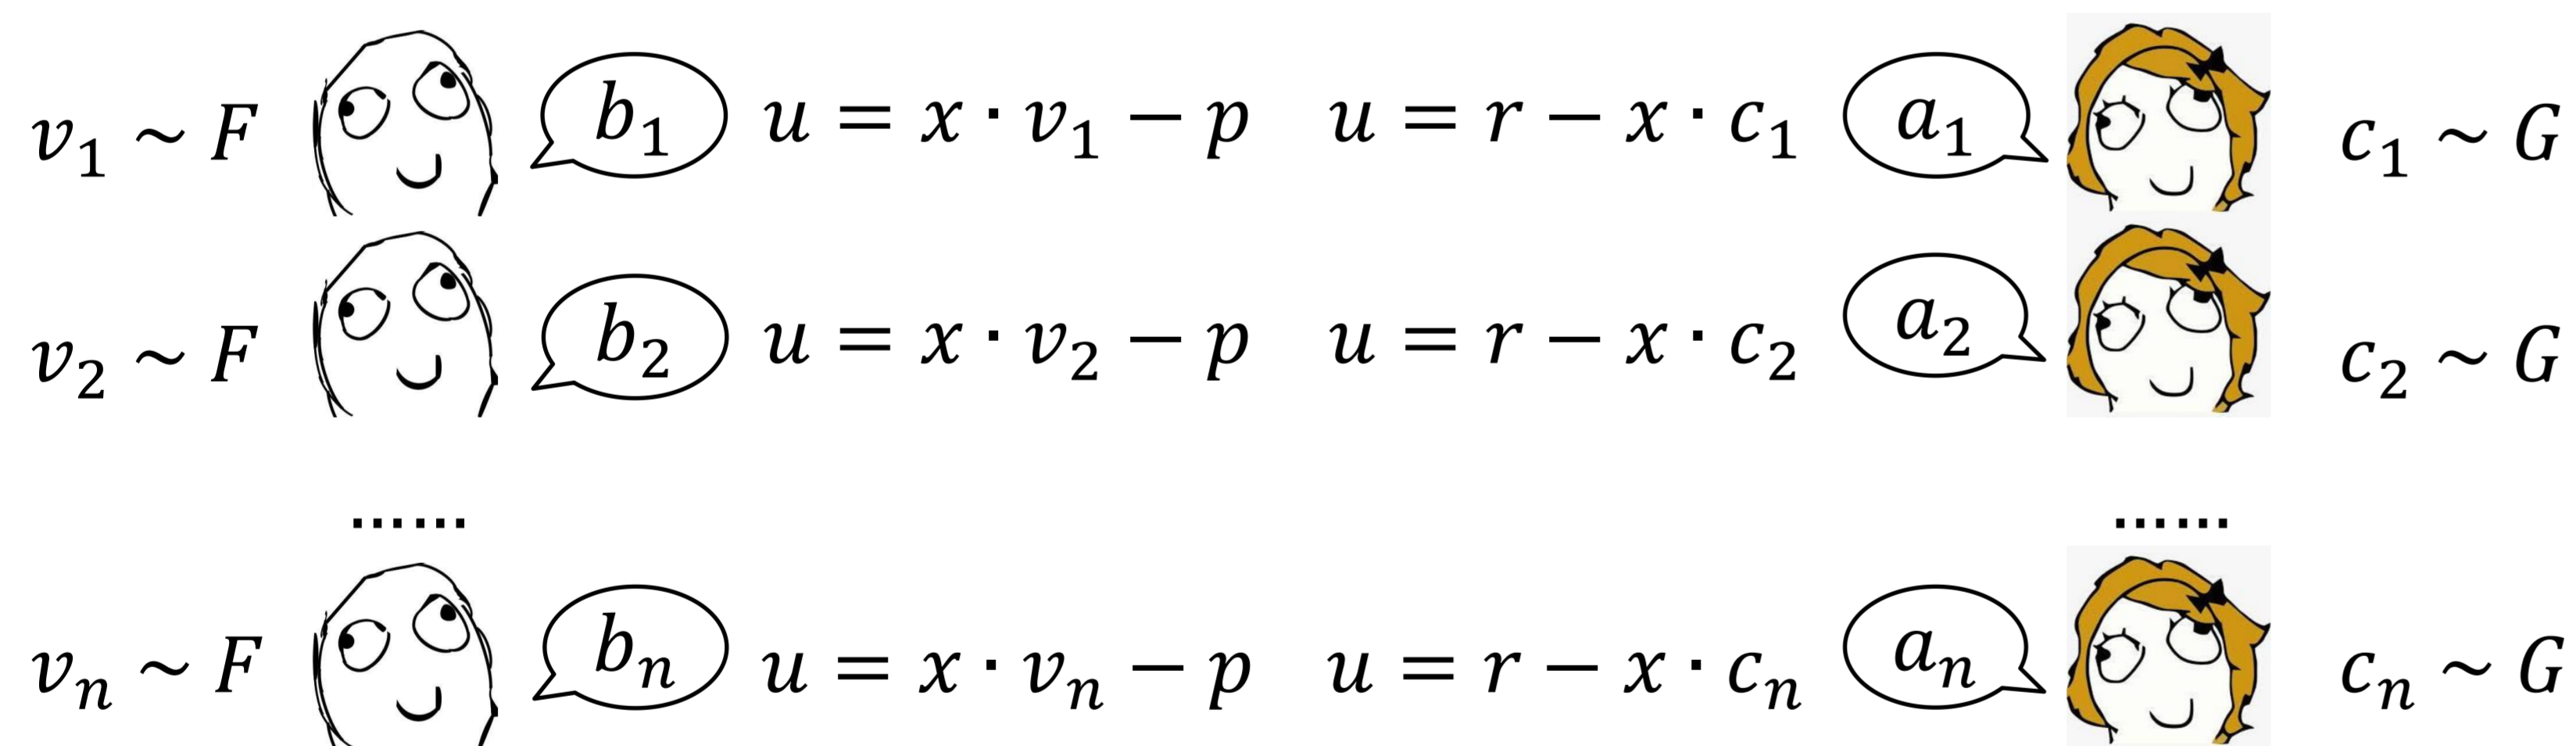 v₁ ~ F b₁ u = x · v₁ − p u = r − x · c₁ a₁ c₁ ~ G
v₂ ~ F b₂ u = x · v₂ − p u = r − x · c₂ a₂ c₂ ~ G
...... ......
vₙ ~ F bₙ u = x · vₙ − p u = r − x · cₙ aₙ cₙ ~ G